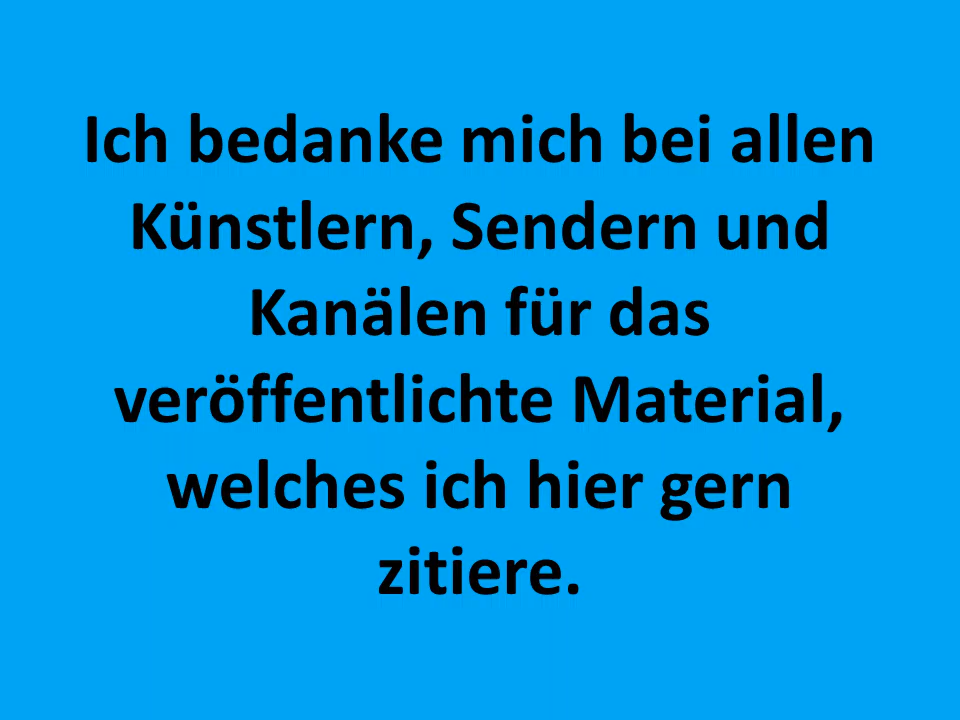 Ich bedanke mich bei allen
Künstlern, Sendern und
Kanälen für das
veröffentlichte Material,
welches ich hier gern
zitiere.